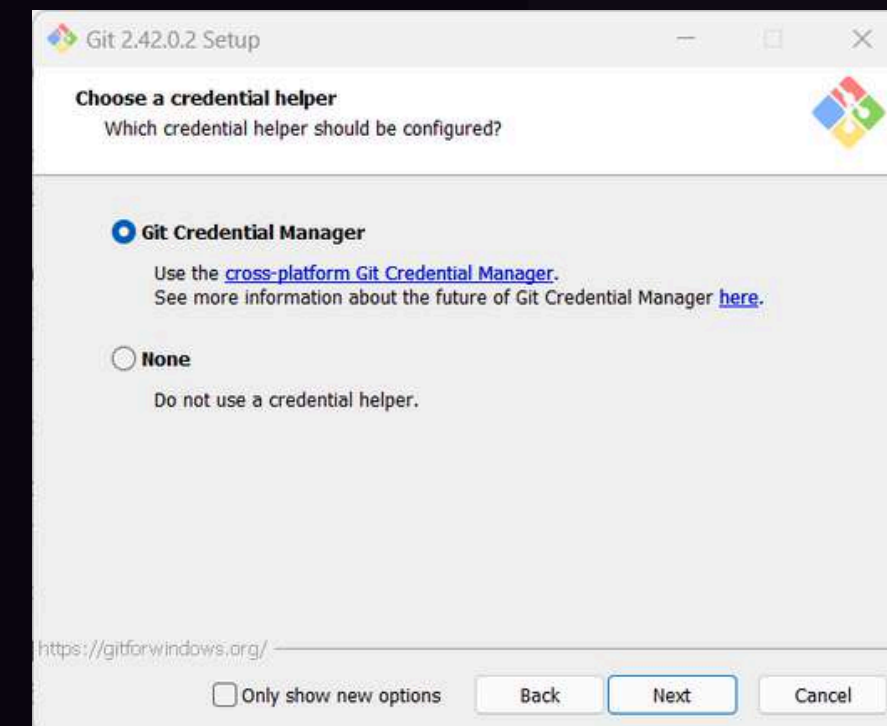 Git 2.42.0.2 Setup
Choose a credential helper
Which credential helper should be configured?
Git Credential Manager
Use the cross-platform Git Credential Manager.
See more information about the future of Git Credential Manager here.
None
Do not use a credential helper.
https://gitforwindows.org/
Only show new options Back Next Cancel